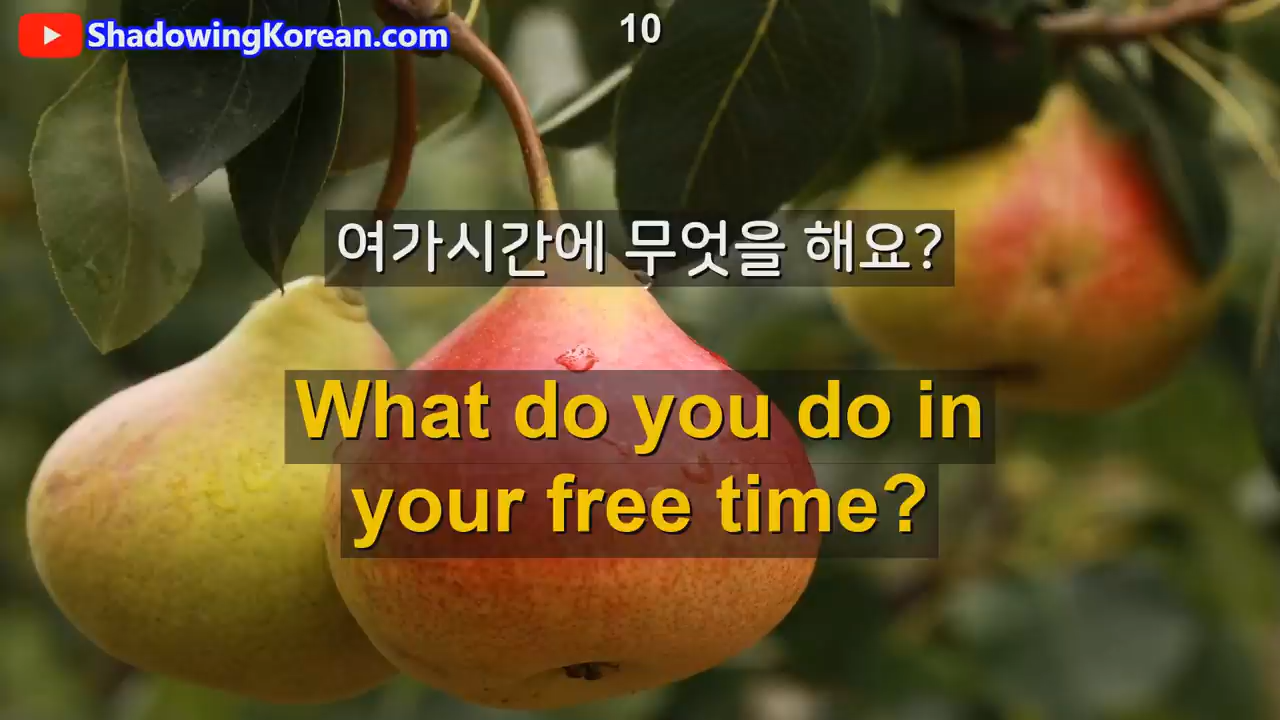 ShadowingKorean.com
10
여가시간에 무엇을 해요?
What do you do in
your free time?